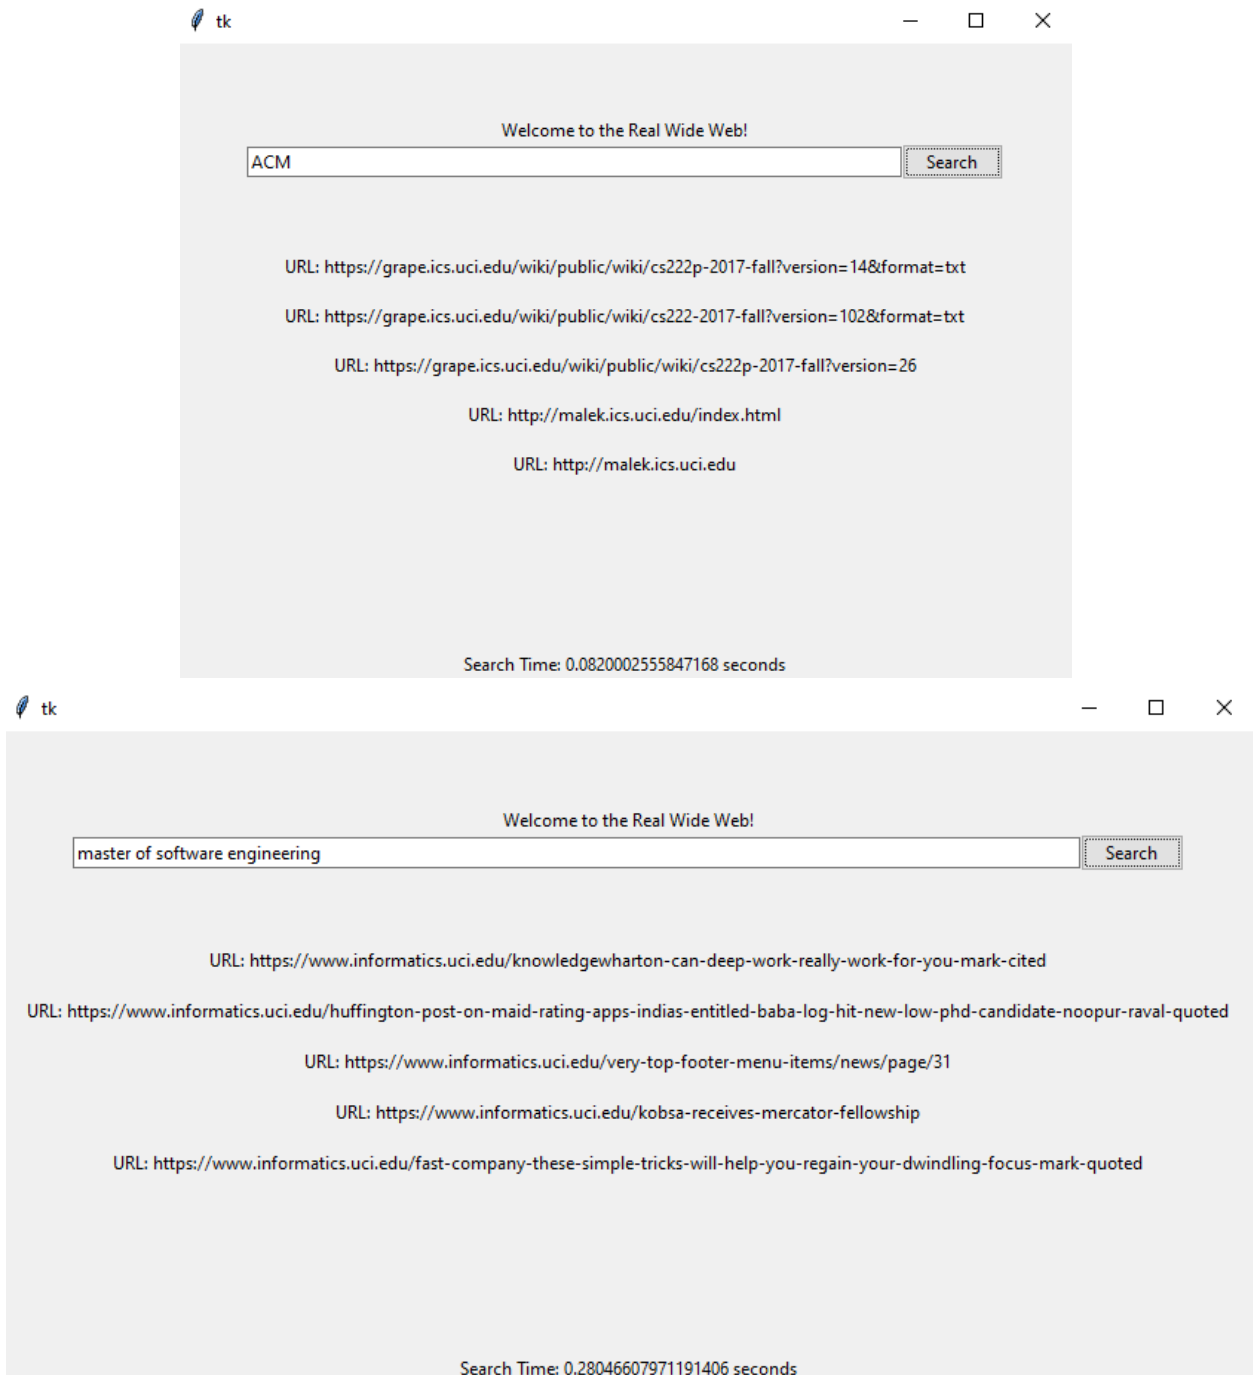 tk
Welcome to the Real Wide Web!
ACM
Search
URL: https://grape.ics.uci.edu/wiki/public/wiki/cs222p-2017-fall?version=14&format=txt
URL: https://grape.ics.uci.edu/wiki/public/wiki/cs222-2017-fall?version=102&format=txt
URL: https://grape.ics.uci.edu/wiki/public/wiki/cs222p-2017-fall?version=26
URL: http://malek.ics.uci.edu/index.html
URL: http://malek.ics.uci.edu
Search Time: 0.0820002555847168 seconds
tk
Welcome to the Real Wide Web!
master of software engineering
Search
URL: https://www.informatics.uci.edu/knowledgewharton-can-deep-work-really-work-for-you-mark-cited
URL: https://www.informatics.uci.edu/huffington-post-on-maid-rating-apps-indias-entitled-baba-log-hit-new-low-phd-candidate-noopur-raval-quoted
URL: https://www.informatics.uci.edu/very-top-footer-menu-items/news/page/31
URL: https://www.informatics.uci.edu/kobsa-receives-mercator-fellowship
URL: https://www.informatics.uci.edu/fast-company-these-simple-tricks-will-help-you-regain-your-dwindling-focus-mark-quoted
Search Time: 0.28046607971191406 seconds